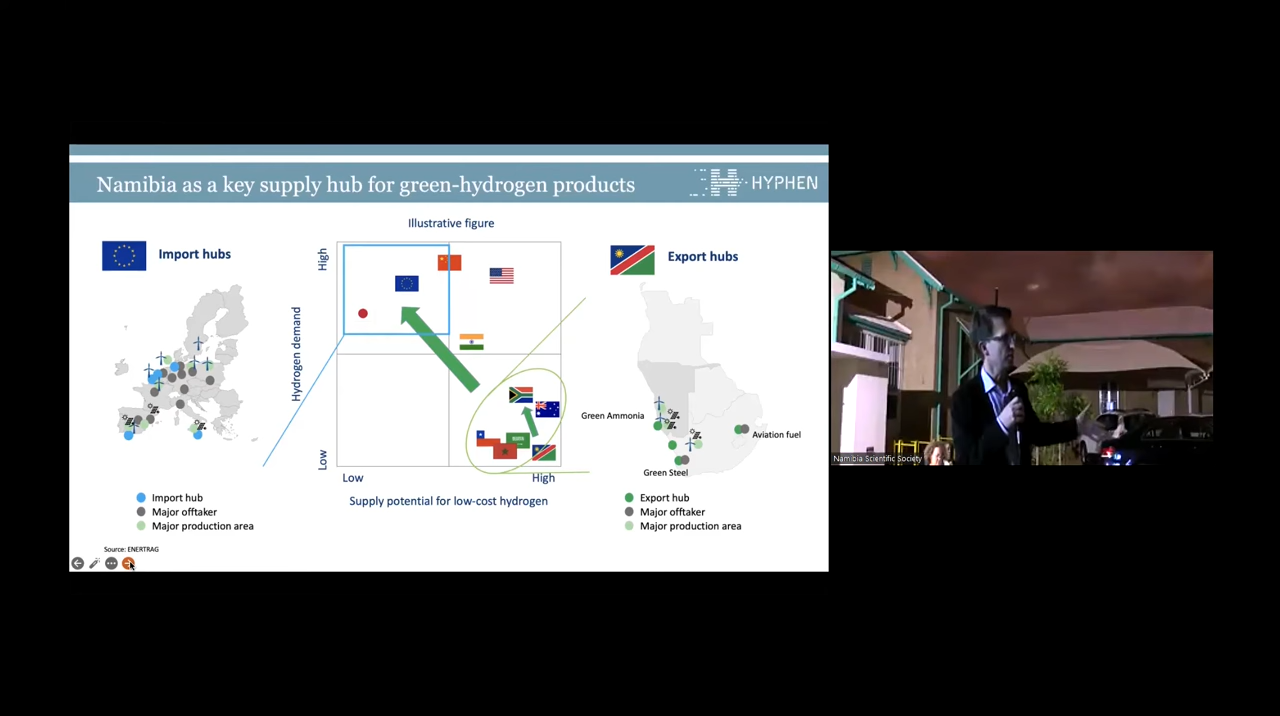 Namibia as a key supply hub for green-hydrogen products
HYPHEN
Illustrative figure
Import hubs
Export hubs
High
Hydrogen demand
Low
Low
High
Supply potential for low-cost hydrogen
Green Ammonia
Aviation fuel
Green Steel
Import hub
Major offtaker
Major production area
Export hub
Major offtaker
Major production area
Source: ENERTRAG
Namibia Scientific Society